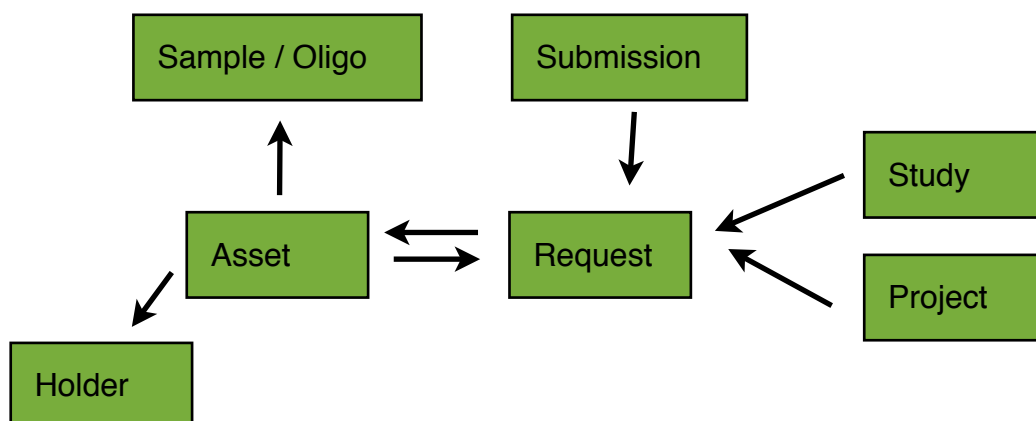 Sample / Oligo
Submission
Study
Asset
Request
Project
Holder